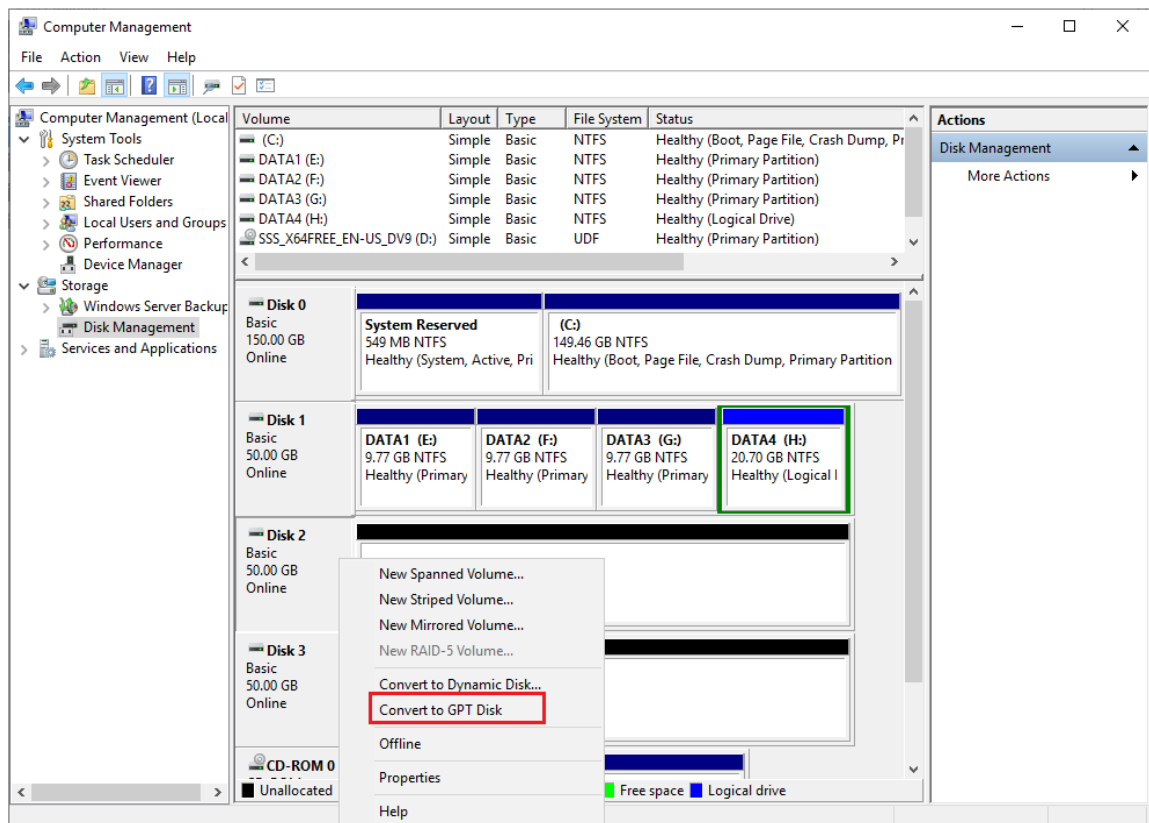 Computer Management
File Action View Help
Computer Management (Local
System Tools
Task Scheduler
Event Viewer
Shared Folders
Local Users and Groups
Performance
Device Manager
Storage
Windows Server Backup
Disk Management
Services and Applications
Volume Layout Type File System Status
(C:) Simple Basic NTFS Healthy (Boot, Page File, Crash Dump, Pr
DATA1 (E:) Simple Basic NTFS Healthy (Primary Partition)
DATA2 (F:) Simple Basic NTFS Healthy (Primary Partition)
DATA3 (G:) Simple Basic NTFS Healthy (Primary Partition)
DATA4 (H:) Simple Basic NTFS Healthy (Logical Drive)
SSS_X64FREE_EN-US_DV9 (D:) Simple Basic UDF Healthy (Primary Partition)
Disk 0
Basic
150.00 GB
Online
System Reserved
549 MB NTFS
Healthy (System, Active, Pri
(C:)
149.46 GB NTFS
Healthy (Boot, Page File, Crash Dump, Primary Partition
Disk 1
Basic
50.00 GB
Online
DATA1 (E:)
9.77 GB NTFS
Healthy (Primary
DATA2 (F:)
9.77 GB NTFS
Healthy (Primary
DATA3 (G:)
9.77 GB NTFS
Healthy (Primary
DATA4 (H:)
20.70 GB NTFS
Healthy (Logical
Disk 2
Basic
50.00 GB
Online
Disk 3
Basic
50.00 GB
Online
CD-ROM 0
New Spanned Volume...
New Striped Volume...
New Mirrored Volume...
New RAID-5 Volume...
Convert to Dynamic Disk...
Convert to GPT Disk
Offline
Properties
Help
Unallocated
Free space
Logical drive
Actions
Disk Management
More Actions